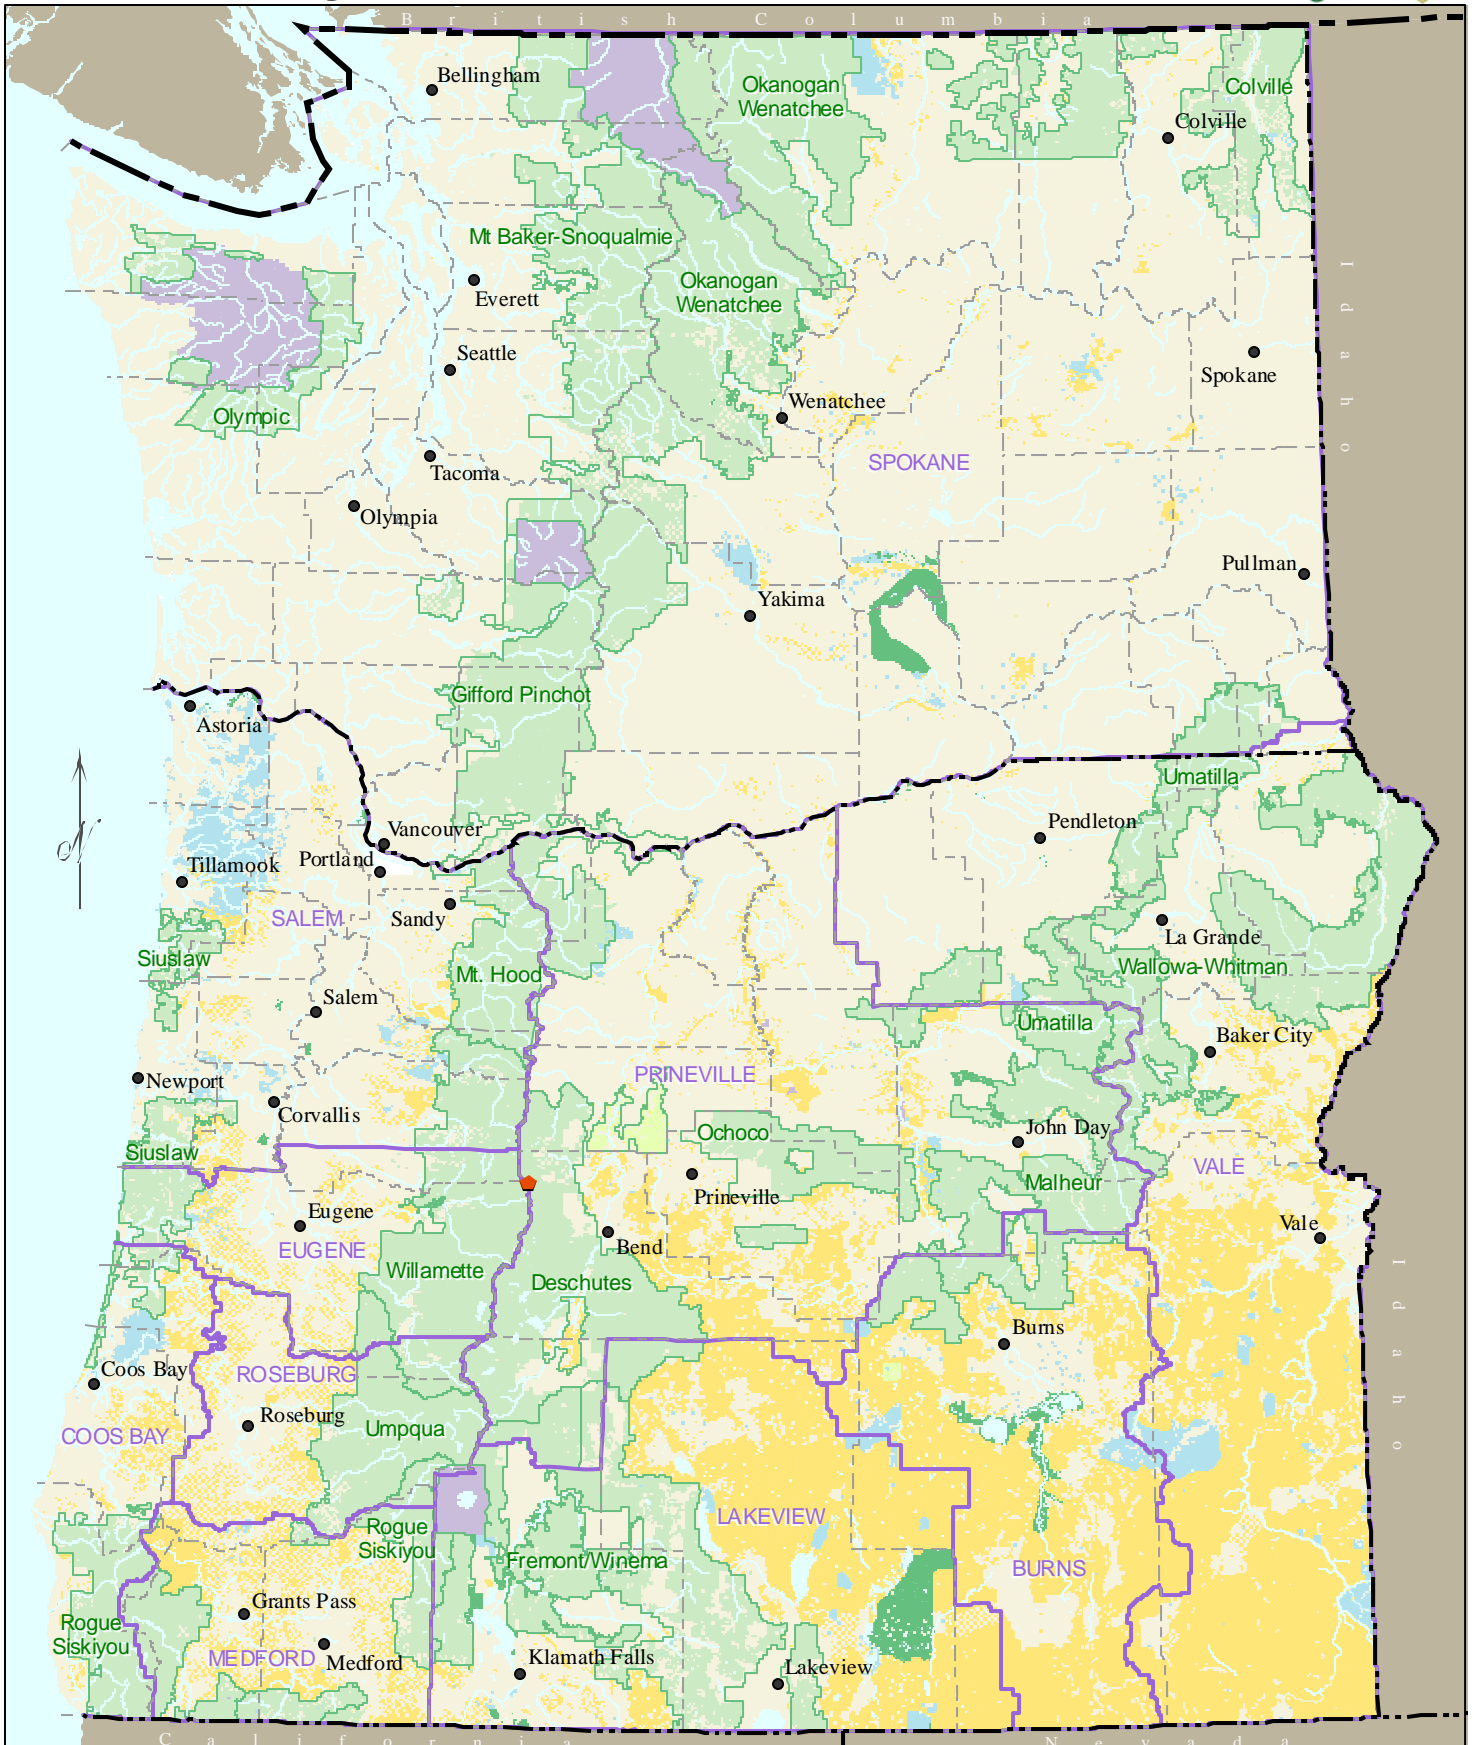 British Columbia
Bellingham
Okanogan
Wenatchee
Colville
Colville
Mt Baker-Snoqualmie
Okanogan
Wenatchee
Everett
Idaho
Seattle
Spokane
Wenatchee
Olympic
SPOKANE
Tacoma
Olympia
Pullman
Yakima
Gifford Pinchot
Astoria
Umatilla
Vancouver
Pendleton
Portland
Tillamook
N
SALEM
Sandy
La Grande
Siuslaw
Wallowa-Whitman
Mt. Hood
Salem
Umatilla
Baker City
Newport
PRINEVILLE
Corvallis
John Day
Ochoco
Siuslaw
VALE
Malheur
Prineville
Eugene
Vale
EUGENE
Bend
Willamette
Deschutes
Idaho
Burns
Coos Bay
ROSEBURG
Roseburg
Umpqua
COOS BAY
LAKEVIEW
Rogue
Siskiyou
Fremont/Winema
BURNS
Grants Pass
Rogue
Siskiyou
MEDFORD
Medford
Klamath Falls
Lakeview
California
Nevada